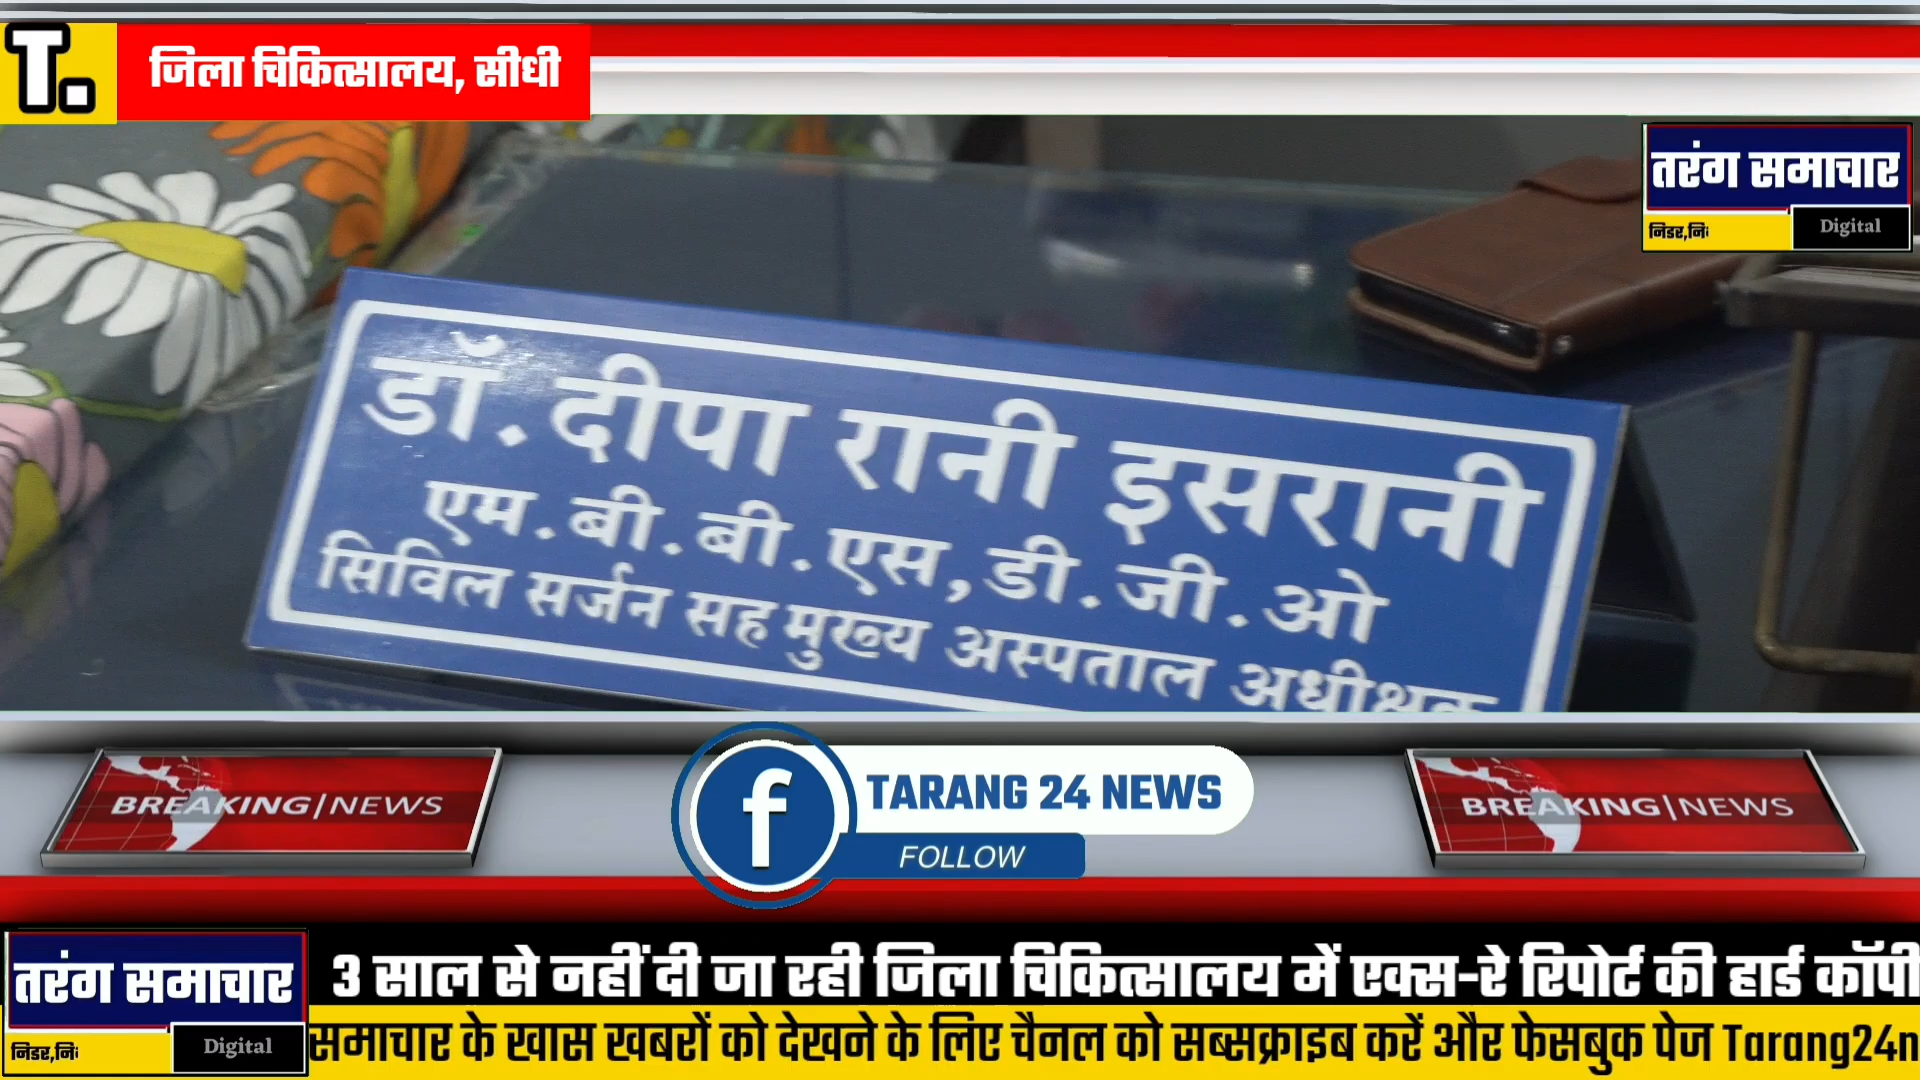 T.
जिला चिकित्सालय, सीधी
तरंग समाचार
निडर,नि
Digital
डॉ. दीपा रानी इसरानी
एम.बी.बी.एस,डी.जी.ओ
सिविल सर्जन सह मुख्य अस्पताल अधीक्षक
BREAKING|NEWS
TARANG 24 NEWS
FOLLOW
BREAKING|NEWS
तरंग समाचार
निडर,नि
Digital
3 साल से नहीं दी जा रही जिला चिकित्सालय में एक्स-रे रिपोर्ट की हार्ड कॉपी
समाचार के खास खबरों को देखने के लिए चैनल को सब्सक्राइब करें और फेसबुक पेज Tarang24n